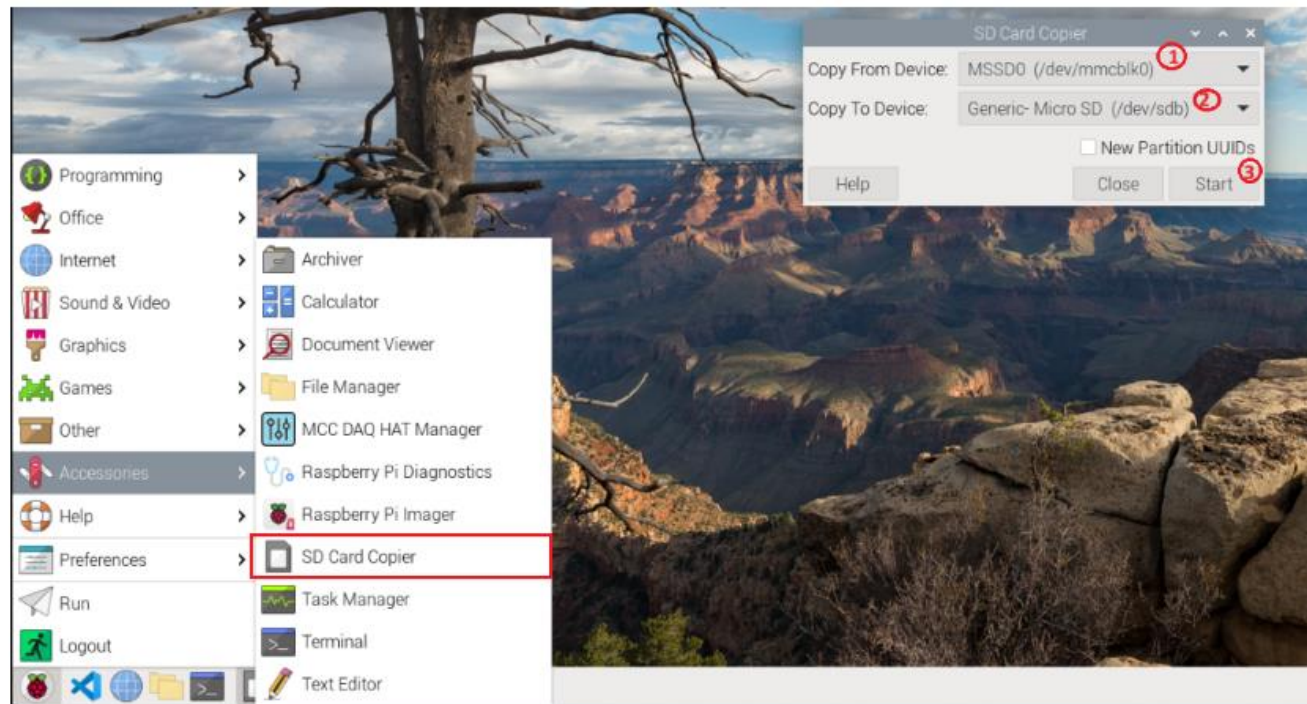 SD Card Copier
Copy From Device: MSSD0 (/dev/mmcblk0) 1
Copy To Device: Generic- Micro SD (/dev/sdb) 2
New Partition UUIDs
Help Close Start 3
Programming
Office
Internet
Sound & Video
Graphics
Games
Other
Accessories
Help
Preferences
Run
Logout
Archiver
Calculator
Document Viewer
File Manager
MCC DAQ HAT Manager
Raspberry Pi Diagnostics
Raspberry Pi Imager
SD Card Copier
Task Manager
Terminal
Text Editor